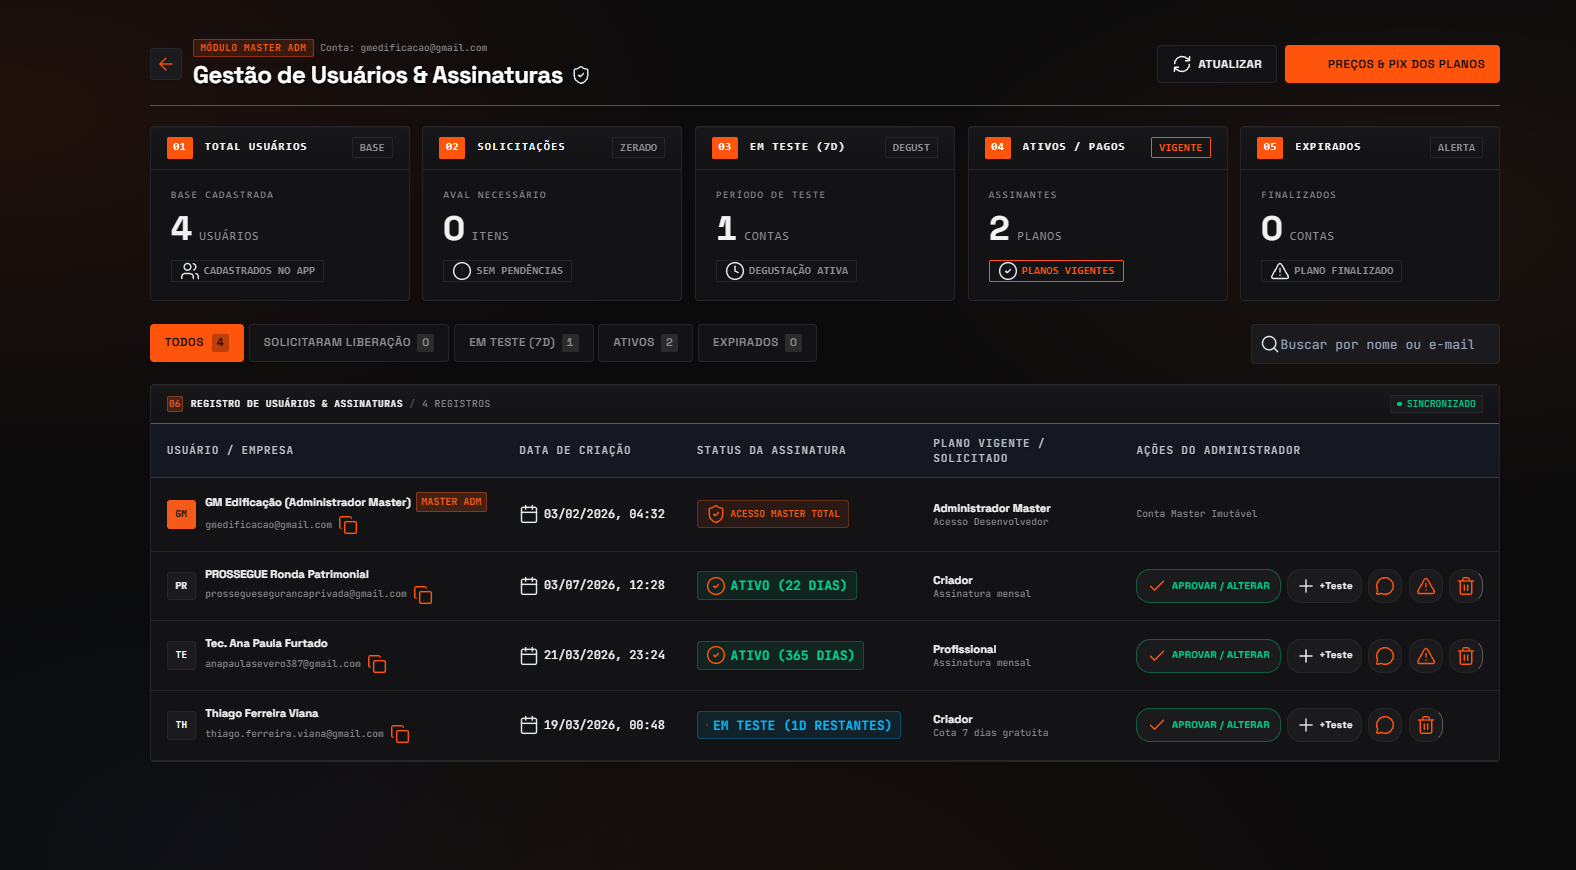 MÓDULO MASTER ADM Conta: gmedificacao@gmail.com
Gestão de Usuários & Assinaturas
ATUALIZAR
PREÇOS & PIX DOS PLANOS
01 TOTAL USUÁRIOS BASE
BASE CADASTRADA
4 USUÁRIOS
CADASTRADOS NO APP
02 SOLICITAÇÕES ZERADO
AVAL NECESSÁRIO
0 ITENS
SEM PENDÊNCIAS
03 EM TESTE (7D) DEGUST
PERÍODO DE TESTE
1 CONTAS
DEGUSTAÇÃO ATIVA
04 ATIVOS / PAGOS VIGENTE
ASSINANTES
2 PLANOS
PLANOS VIGENTES
05 EXPIRADOS ALERTA
FINALIZADOS
0 CONTAS
PLANO FINALIZADO
TODOS 4
SOLICITARAM LIBERAÇÃO 0
EM TESTE (7D) 1
ATIVOS 2
EXPIRADOS 0
Buscar por nome ou e-mail
06 REGISTRO DE USUÁRIOS & ASSINATURAS / 4 REGISTROS
SINCRONIZADO
USUÁRIO / EMPRESA
DATA DE CRIAÇÃO
STATUS DA ASSINATURA
PLANO VIGENTE /
SOLICITADO
AÇÕES DO ADMINISTRADOR
GM
GM Edificação (Administrador Master) MASTER ADM
gmedificacao@gmail.com
03/02/2026, 04:32
ACESSO MASTER TOTAL
Administrador Master
Acesso Desenvolvedor
Conta Master Imutável
PR
PROSSEGUE Ronda Patrimonial
prosseguesegurancaprivada@gmail.com
03/07/2026, 12:28
ATIVO (22 DIAS)
Criador
Assinatura mensal
APROVAR / ALTERAR
+Teste
TE
Tec. Ana Paula Furtado
anapaulasevero387@gmail.com
21/03/2026, 23:24
ATIVO (365 DIAS)
Profissional
Assinatura mensal
APROVAR / ALTERAR
+Teste
TH
Thiago Ferreira Viana
thiago.ferreira.viana@gmail.com
19/03/2026, 00:48
EM TESTE (1D RESTANTES)
Criador
Cota 7 dias gratuita
APROVAR / ALTERAR
+Teste